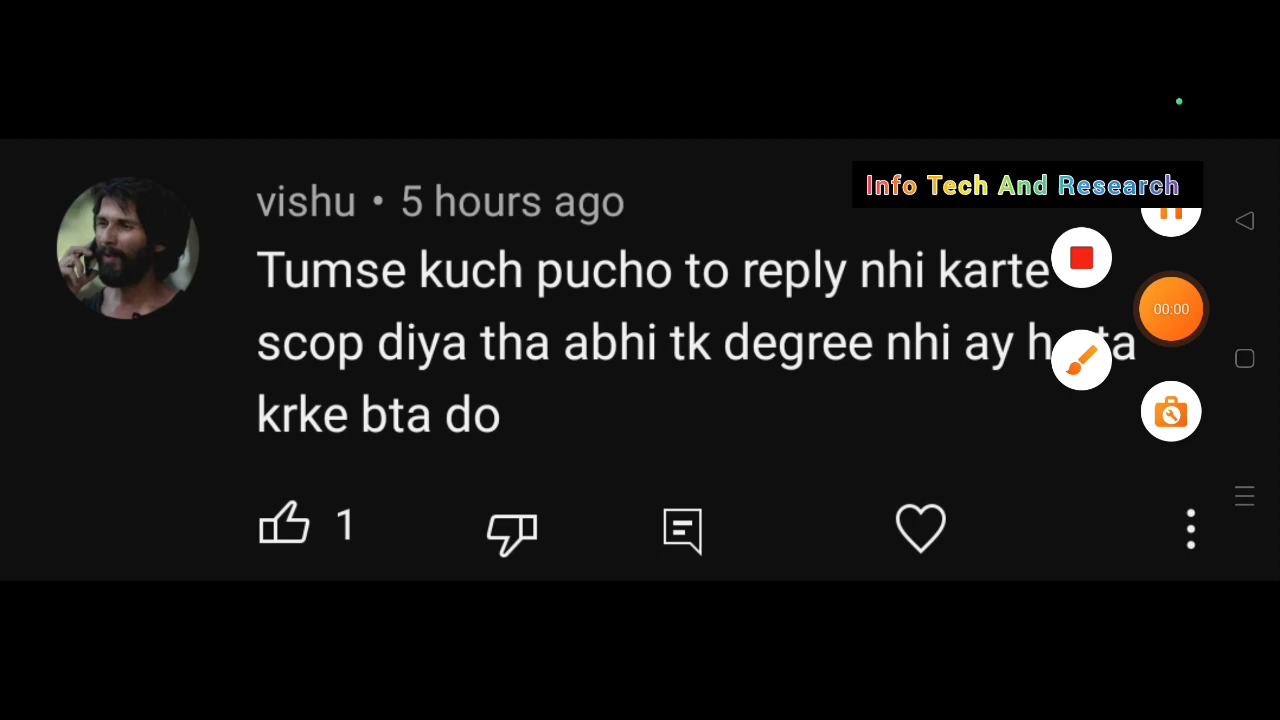 Info Tech And Research
vishu • 5 hours ago
Tumse kuch pucho to reply nhi karte
scop diya tha abhi tk degree nhi ay
krke bta do
1
00:00